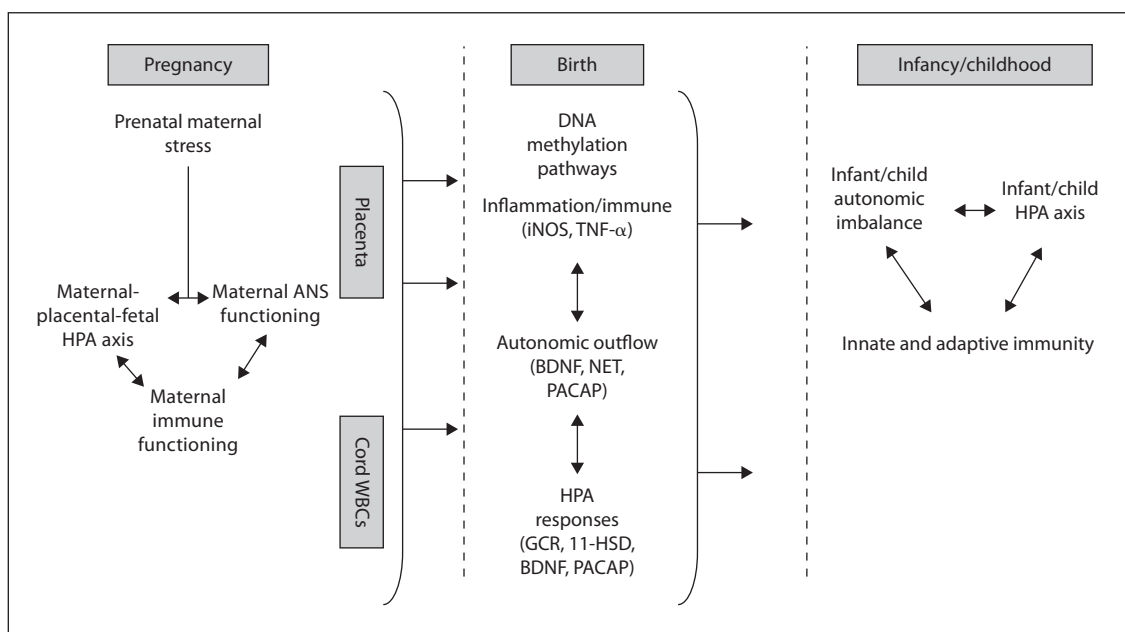 Pregnancy
Prenatal maternal
stress
Maternal-
placental-fetal
HPA axis
Maternal ANS
functioning
Maternal
immune
functioning
Placenta
Cord WBCs
Birth
DNA
methylation
pathways
Inflammation/immune
(iNOS, TNF-α)
Autonomic outflow
(BDNF, NET,
PACAP)
HPA
responses
(GCR, 11-HSD,
BDNF, PACAP)
Infancy/childhood
Infant/child
autonomic
imbalance
Infant/child
HPA axis
Innate and adaptive immunity